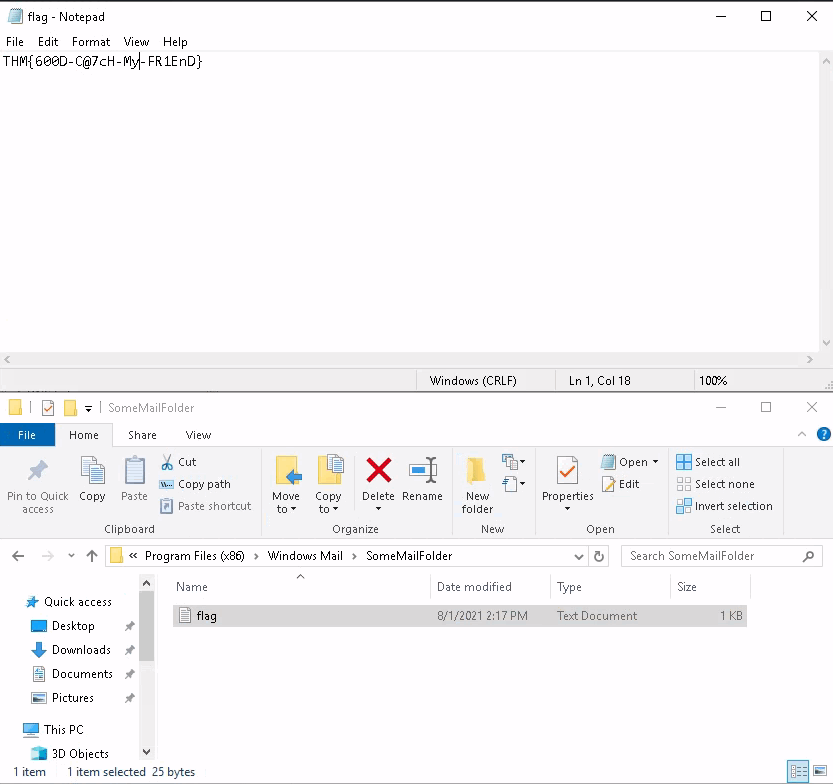 flag - Notepad
File Edit Format View Help
THM{600D-C@7cH-My-FR1EnD}
Windows (CRLF) Ln 1, Col 18 100%
SomeMailFolder
File Home Share View
Pin to Quick access
Copy
Paste
Cut
Copy path
Paste shortcut
Clipboard
Move to
Copy to
Delete
Rename
Organize
New folder
New
Properties
Open
Edit
Open
Select all
Select none
Invert selection
Select
« Program Files (x86) > Windows Mail > SomeMailFolder
Search SomeMailFolder
Name Date modified Type Size
flag 8/1/2021 2:17 PM Text Document 1 KB
Quick access
Desktop
Downloads
Documents
Pictures
This PC
3D Objects
1 item 1 item selected 25 bytes